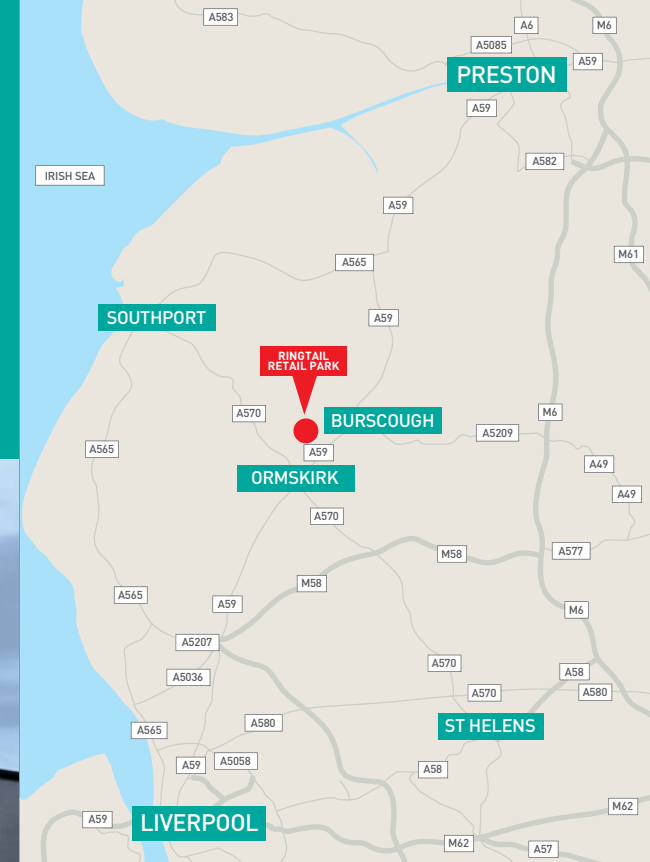 A583
A6
M6
A5085
A59
PRESTON
A59
A582
IRISH SEA
A59
M61
A565
SOUTHPORT
A59
RINGTAIL
RETAIL PARK
A570
BURSCOUGH
M6
A5209
A565
A59
A49
ORMSKIRK
A49
A570
M58
A577
M58
A565
A59
M6
A5207
A570
A58
A5036
A570
A580
A565
A580
ST HELENS
A59
A5058
A58
M62
A59
LIVERPOOL
M62
A57